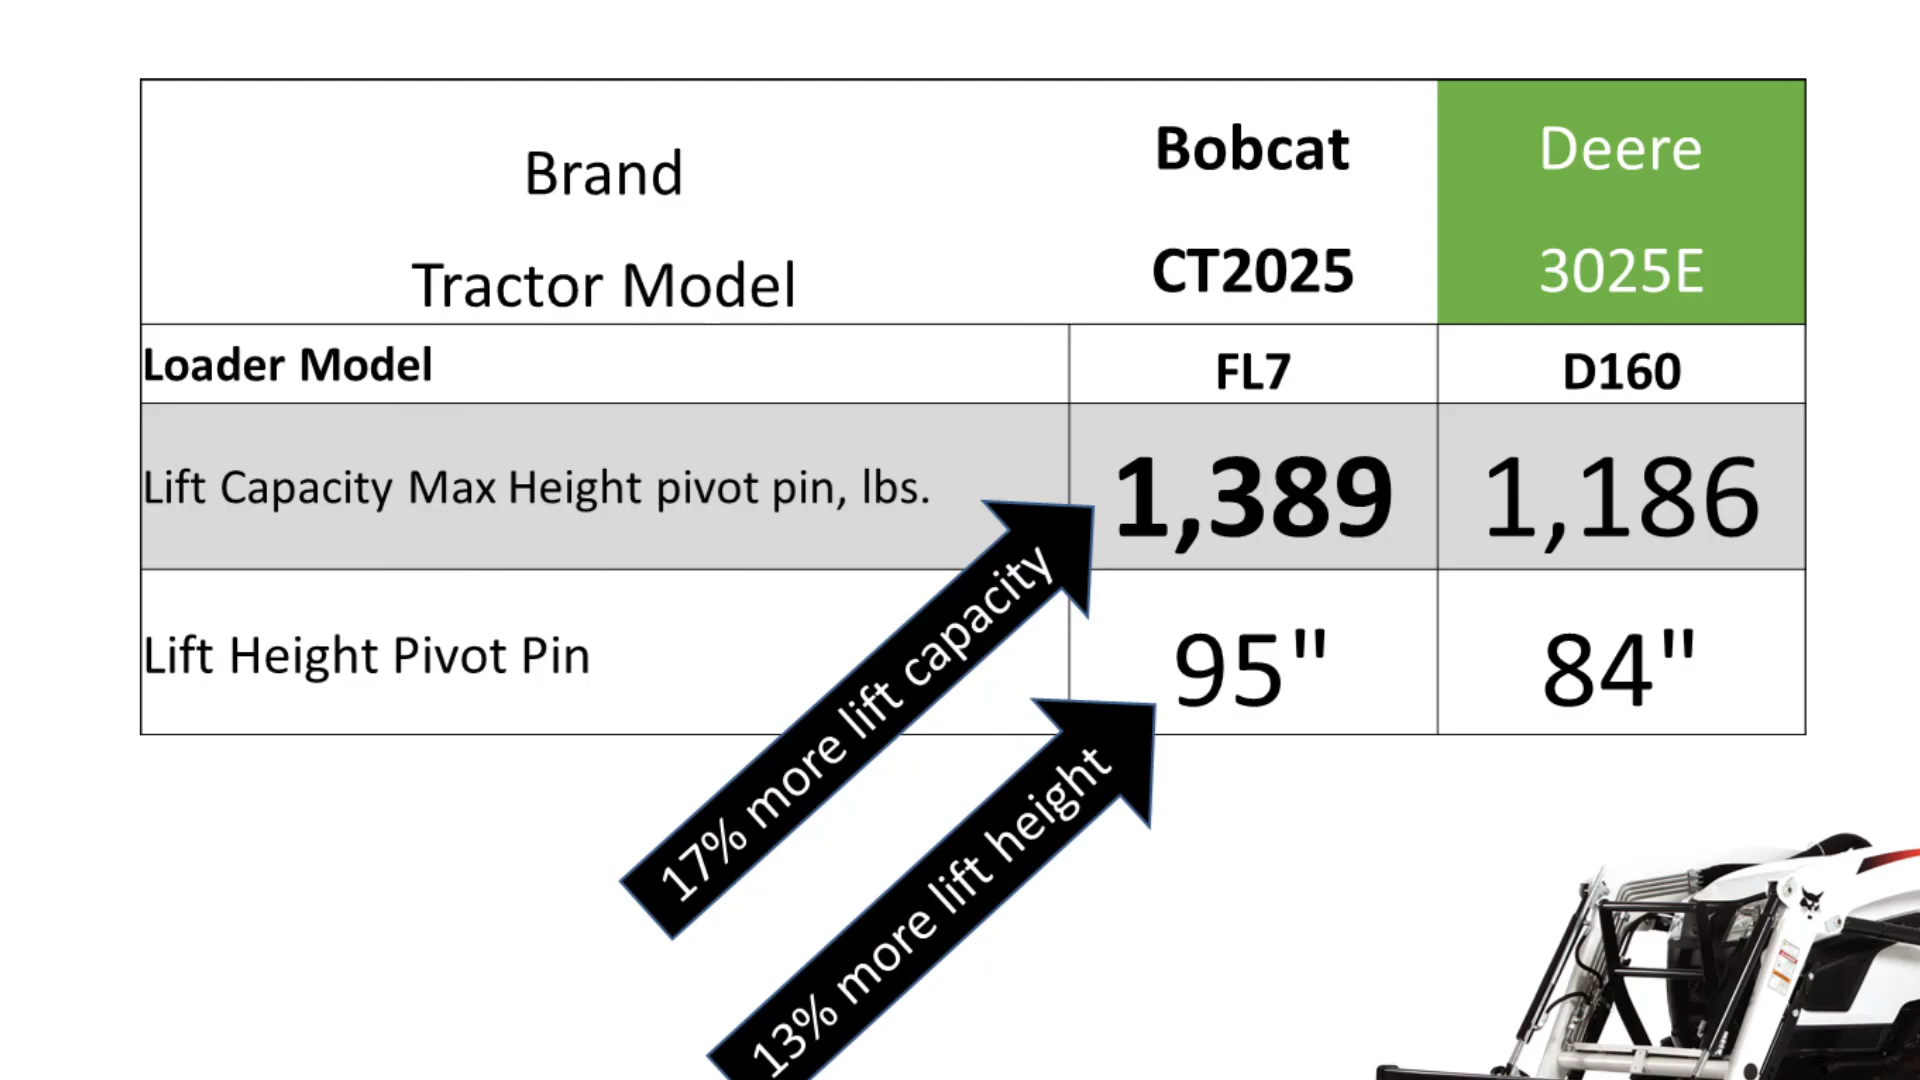 Brand
Tractor Model
Bobcat
CT2025
Deere
3025E
Loader Model
FL7
D160
Lift Capacity Max Height pivot pin, lbs.
1,389
1,186
Lift Height Pivot Pin
95"
84"
17% more lift capacity
13% more lift height